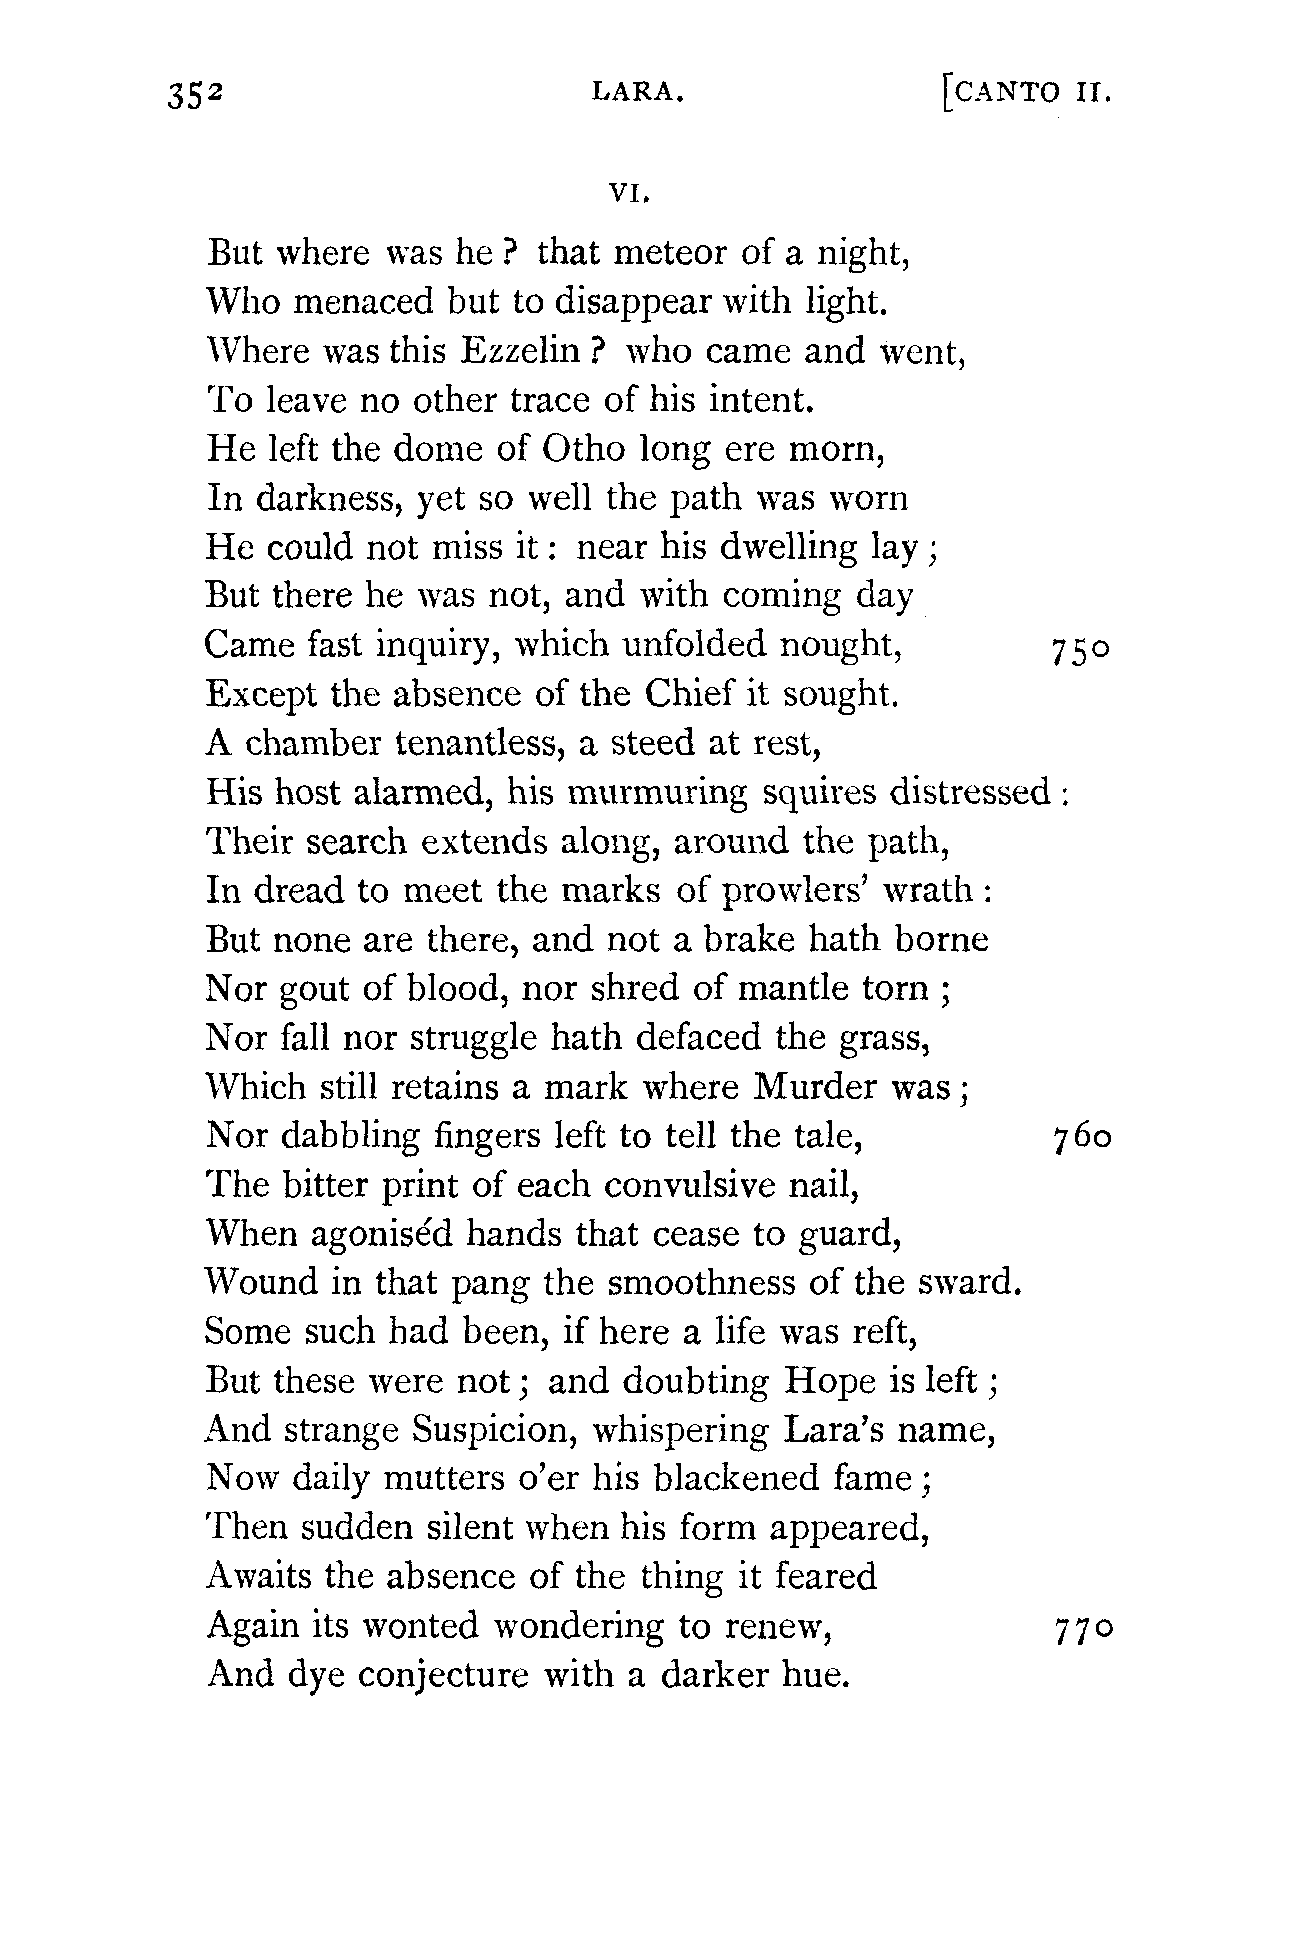 352 LARA. [CANTO II.
VI.
But where was he ? that meteor of a night,
Who menaced but to disappear with light.
Where was this Ezzelin ? who came and went,
To leave no other trace of his intent.
He left the dome of Otho long ere morn,
In darkness, yet so well the path was worn
He could not miss it : near his dwelling lay ;
But there he was not, and with coming day
Came fast inquiry, which unfolded nought, 750
Except the absence of the Chief it sought.
A chamber tenantless, a steed at rest,
His host alarmed, his murmuring squires distressed :
Their search extends along, around the path,
In dread to meet the marks of prowlers' wrath :
But none are there, and not a brake hath borne
Nor gout of blood, nor shred of mantle torn ;
Nor fall nor struggle hath defaced the grass,
Which still retains a mark where Murder was ;
Nor dabbling fingers left to tell the tale, 760
The bitter print of each convulsive nail,
When agoniséd hands that cease to guard,
Wound in that pang the smoothness of the sward.
Some such had been, if here a life was reft,
But these were not ; and doubting Hope is left ;
And strange Suspicion, whispering Lara's name,
Now daily mutters o'er his blackened fame ;
Then sudden silent when his form appeared,
Awaits the absence of the thing it feared
Again its wonted wondering to renew, 770
And dye conjecture with a darker hue.